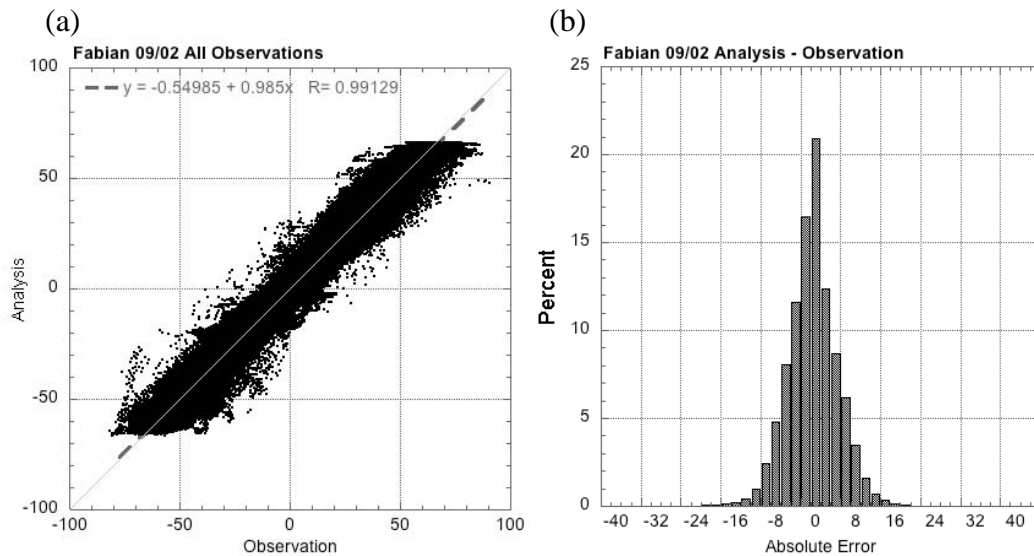 (a)
Fabian 09/02 All Observations
y = -0.54985 + 0.985x R= 0.99129
100
50
0
-50
-100
Analysis
-100 -50 0 50 100
Observation
(b)
Fabian 09/02 Analysis - Observation
25
20
15
10
5
0
Percent
-40 -32 -24 -16 -8 0 8 16 24 32 40
Absolute Error